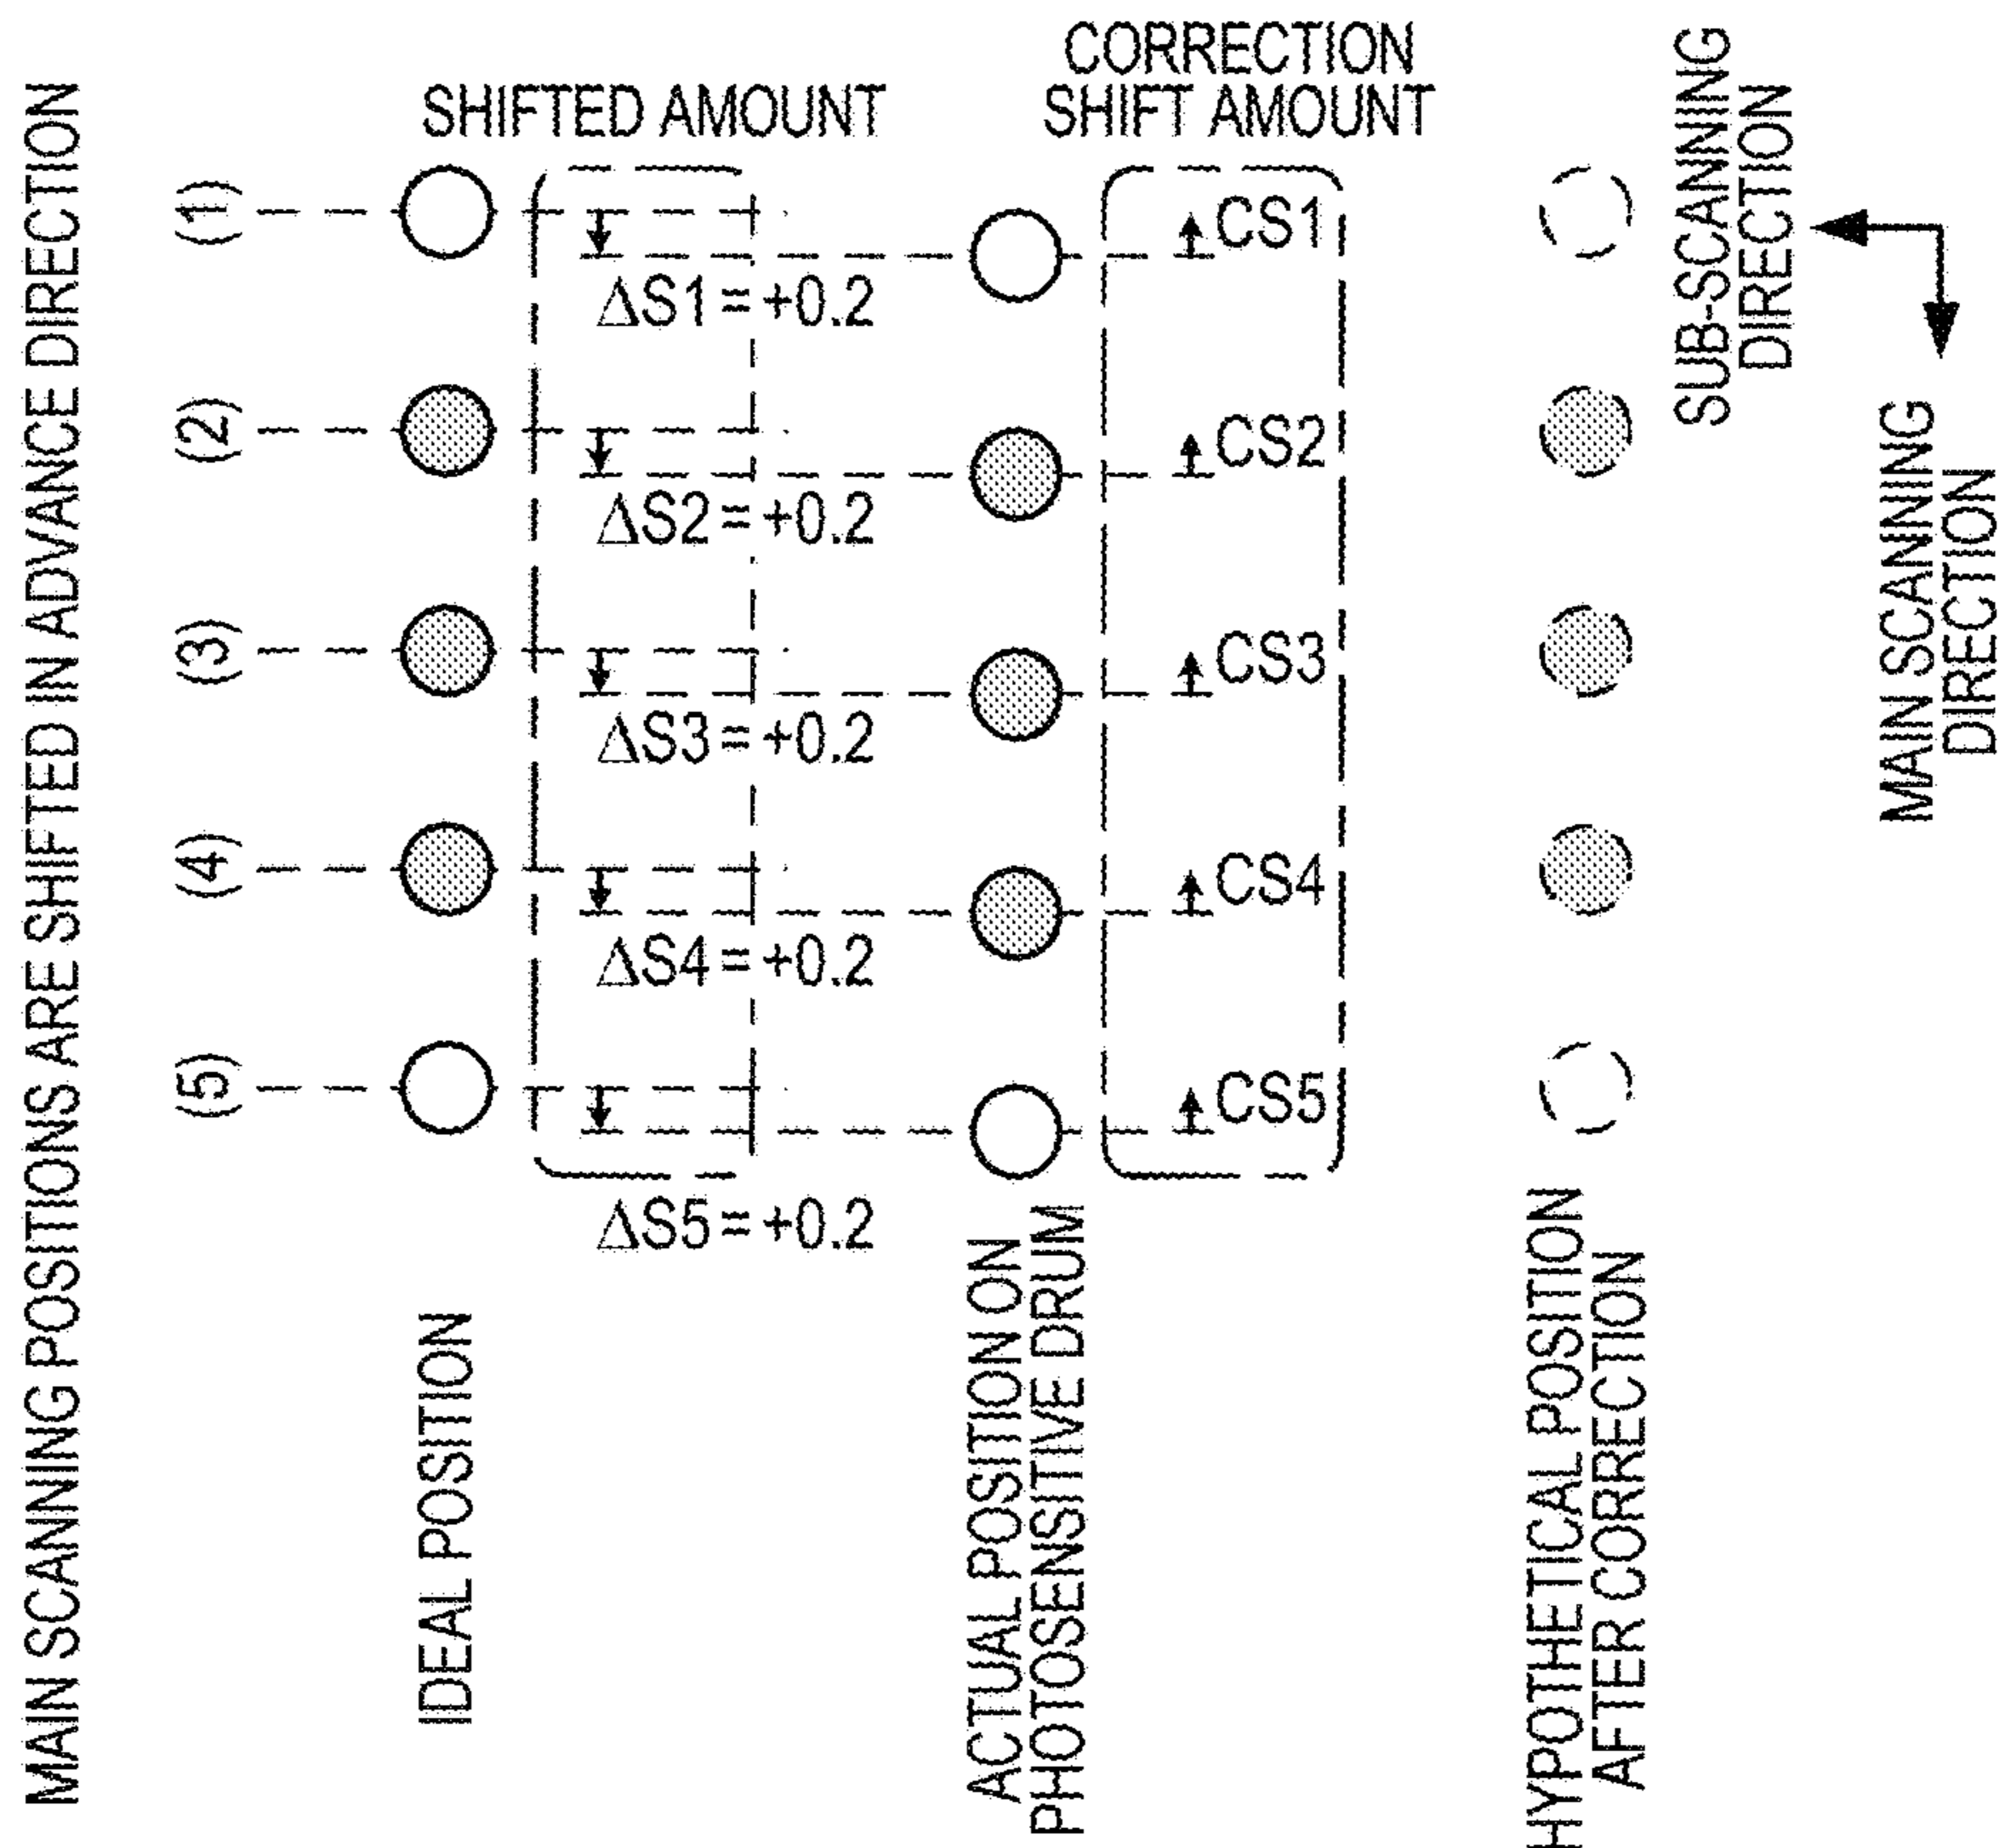 MAIN SCANNING POSITIONS ARE SHIFTED IN ADVANCE DIRECTION
SHIFTED AMOUNT
CORRECTION
SHIFT AMOUNT
(1)
ΔS1 = +0.2
CS1
(2)
ΔS2 = +0.2
CS2
(3)
ΔS3 = +0.2
CS3
(4)
ΔS4 = +0.2
CS4
(5)
ΔS5 = +0.2
CS5
IDEAL POSITION
ACTUAL POSITION ON
PHOTOSENSITIVE DRUM
HYPOTHETICAL POSITION
AFTER CORRECTION
SUB-SCANNING
DIRECTION
MAIN SCANNING
DIRECTION